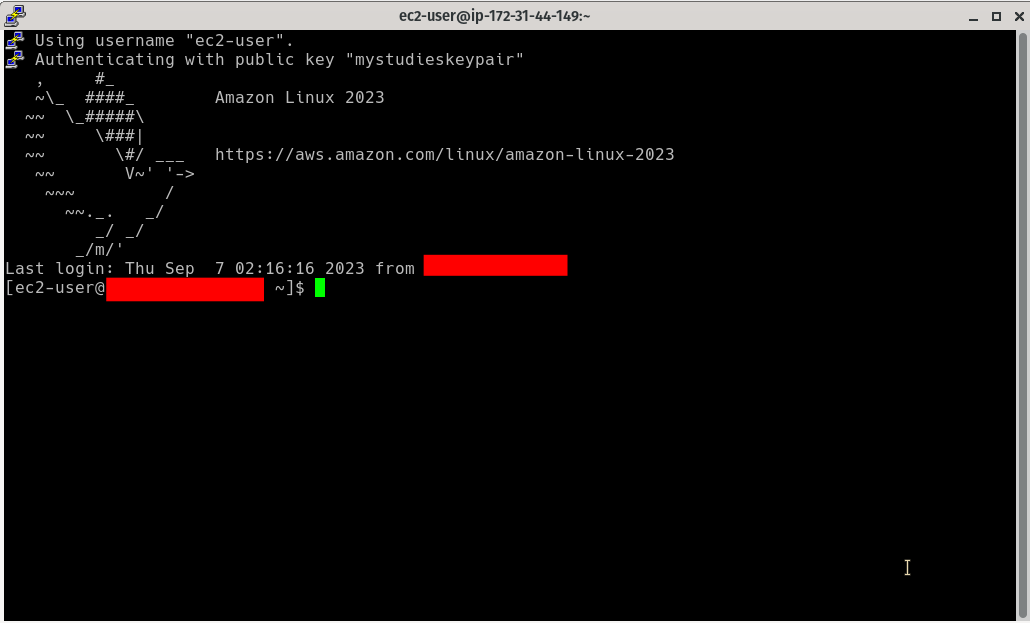 ec2-user@ip-172-31-44-149:~
Using username "ec2-user".
Authenticating with public key "mystudieskeypair"
   ,     #_
   ~\_  ####_        Amazon Linux 2023
  ~~  \_#####\
  ~~     \###|
  ~~       \#/ ___   https://aws.amazon.com/linux/amazon-linux-2023
   ~~       V~' '->
    ~~~         /
      ~~._.   _/
         _/ _/
       _/m/'
Last login: Thu Sep  7 02:16:16 2023 from
[ec2-user@ ~]$